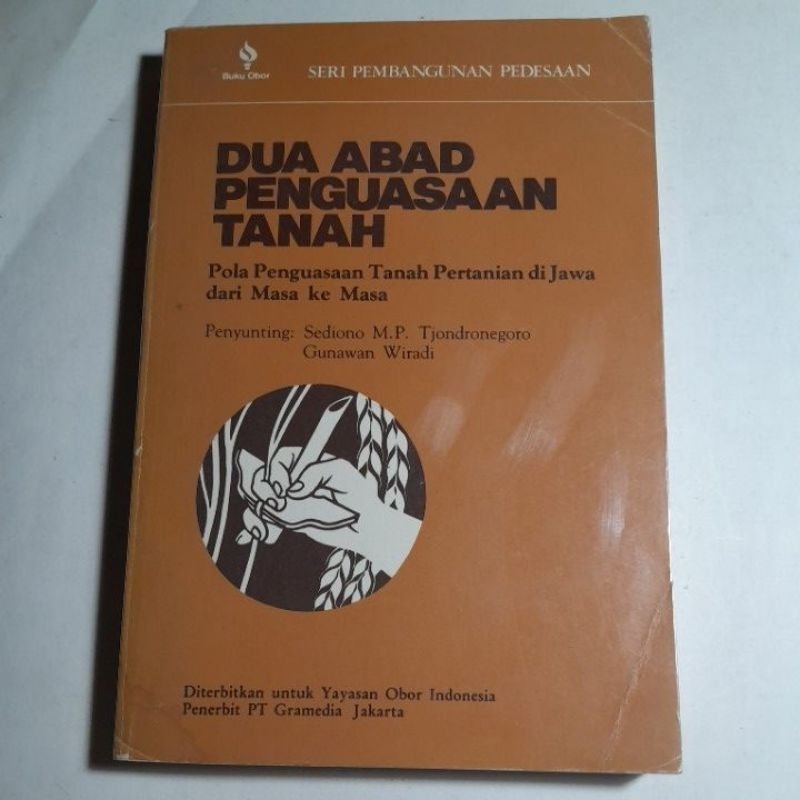 Buku Obor
SERI PEMBANGUNAN PEDESAAN
DUA ABAD
PENGUASAAN
TANAH
Pola Penguasaan Tanah Pertanian di Jawa
dari Masa ke Masa
Penyunting: Sediono M.P. Tjondronegoro
Gunawan Wiradi
Diterbitkan untuk Yayasan Obor Indonesia
Penerbit PT Gramedia Jakarta